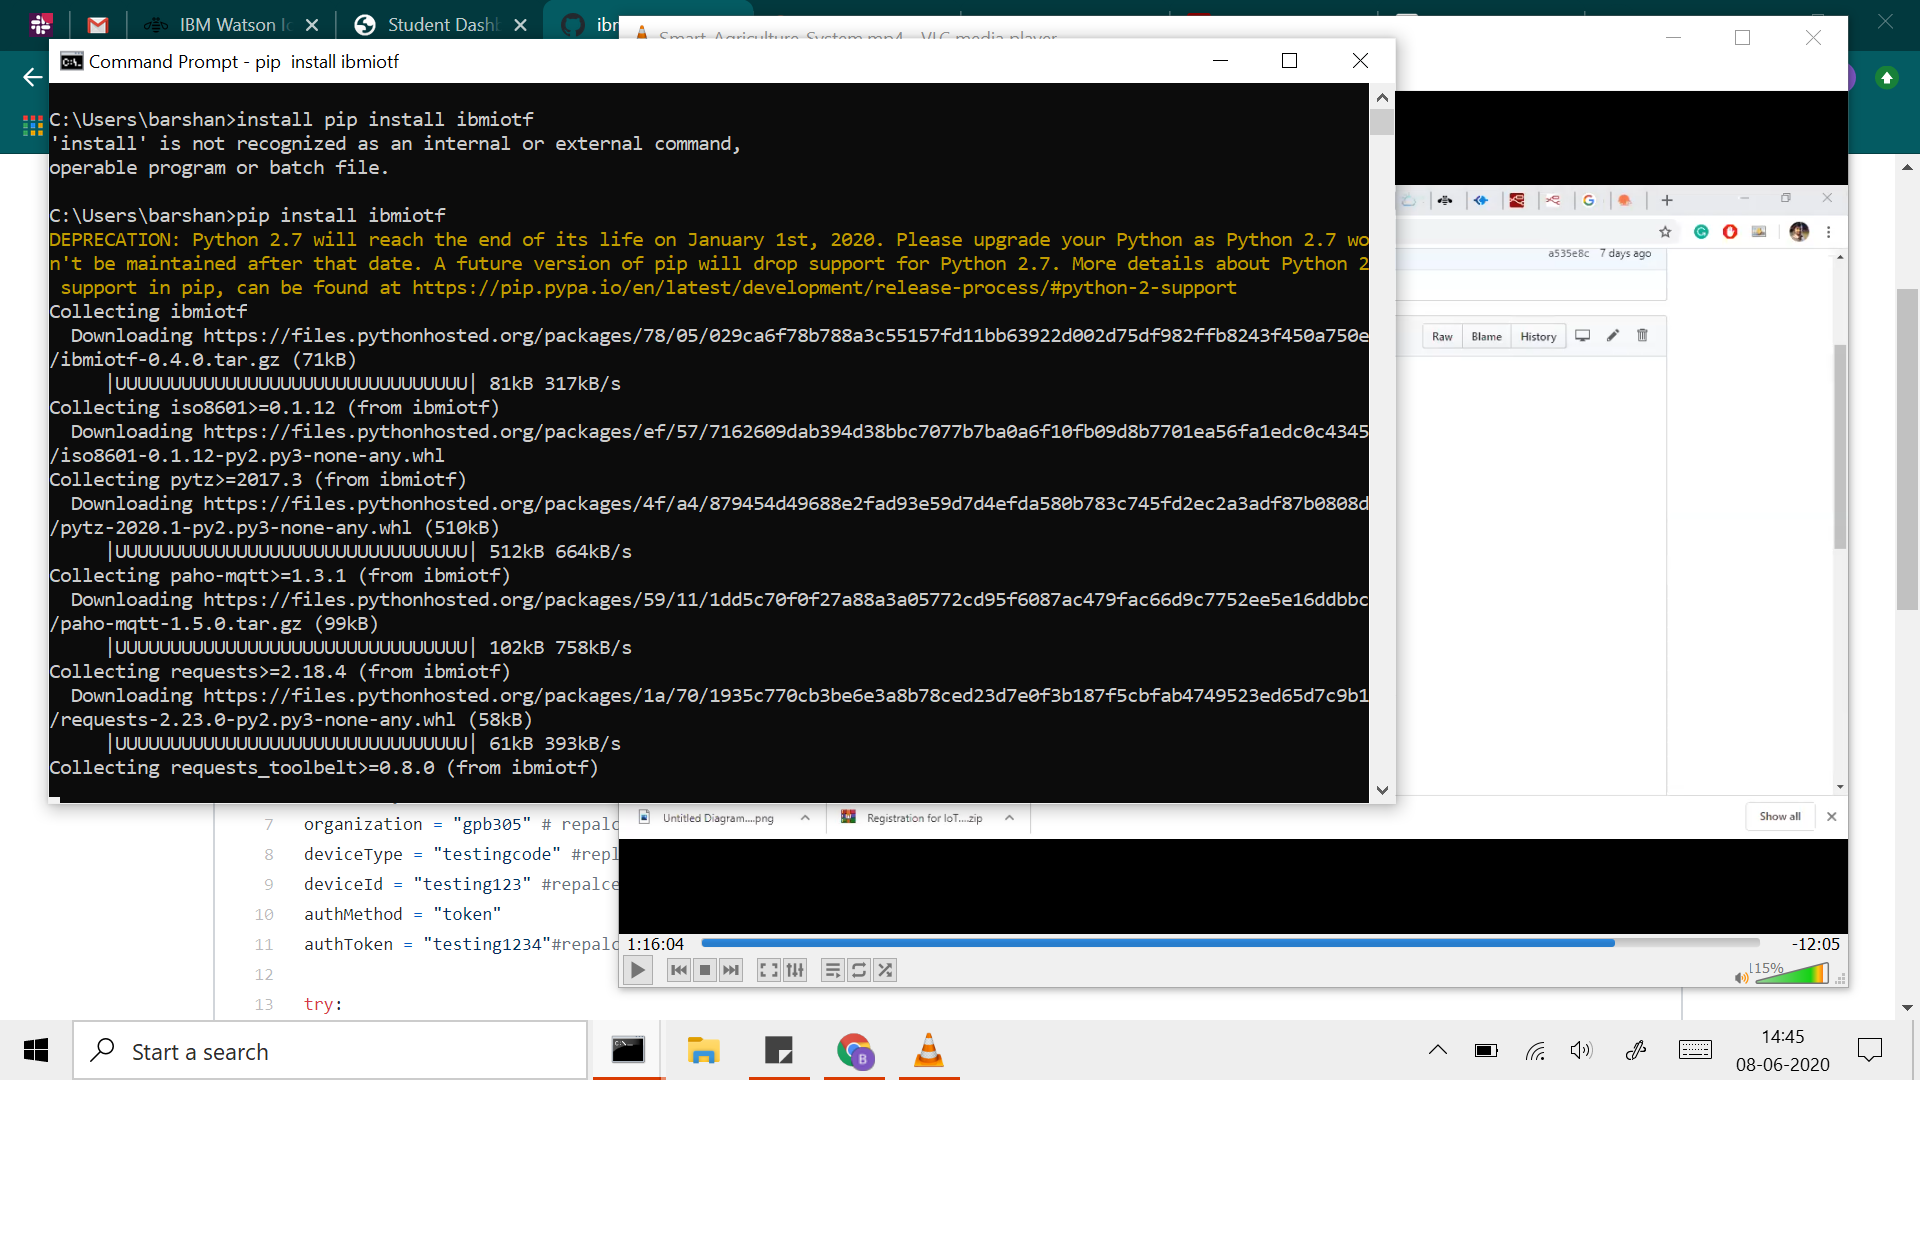 IBM Watson I
Student Dash
ibr
Smart-Agriculture-System.mp4 - VLC media player
Command Prompt - pip  install ibmiotf
C:\Users\barshan>install pip install ibmiotf
'install' is not recognized as an internal or external command,
operable program or batch file.
C:\Users\barshan>pip install ibmiotf
DEPRECATION: Python 2.7 will reach the end of its life on January 1st, 2020. Please upgrade your Python as Python 2.7 wo
n't be maintained after that date. A future version of pip will drop support for Python 2.7. More details about Python 2
 support in pip, can be found at https://pip.pypa.io/en/latest/development/release-process/#python-2-support
Collecting ibmiotf
  Downloading https://files.pythonhosted.org/packages/78/05/029ca6f78b788a3c55157fd11bb63922d002d75df982ffb8243f450a750e
/ibmiotf-0.4.0.tar.gz (71kB)
     |UUUUUUUUUUUUUUUUUUUUUUUUUUUUUUUU| 81kB 317kB/s
Collecting iso8601>=0.1.12 (from ibmiotf)
  Downloading https://files.pythonhosted.org/packages/ef/57/7162609dab394d38bbc7077b7ba0a6f10fb09d8b7701ea56fa1edc0c4345
/iso8601-0.1.12-py2.py3-none-any.whl
Collecting pytz>=2017.3 (from ibmiotf)
  Downloading https://files.pythonhosted.org/packages/4f/a4/879454d49688e2fad93e59d7d4efda580b783c745fd2ec2a3adf87b0808d
/pytz-2020.1-py2.py3-none-any.whl (510kB)
     |UUUUUUUUUUUUUUUUUUUUUUUUUUUUUUUU| 512kB 664kB/s
Collecting paho-mqtt>=1.3.1 (from ibmiotf)
  Downloading https://files.pythonhosted.org/packages/59/11/1dd5c70f0f27a88a3a05772cd95f6087ac479fac66d9c7752ee5e16ddbbc
/paho-mqtt-1.5.0.tar.gz (99kB)
     |UUUUUUUUUUUUUUUUUUUUUUUUUUUUUUUU| 102kB 758kB/s
Collecting requests>=2.18.4 (from ibmiotf)
  Downloading https://files.pythonhosted.org/packages/1a/70/1935c770cb3be6e3a8b78ced23d7e0f3b187f5cbfab4749523ed65d7c9b1
/requests-2.23.0-py2.py3-none-any.whl (58kB)
     |UUUUUUUUUUUUUUUUUUUUUUUUUUUUUUUU| 61kB 393kB/s
Collecting requests_toolbelt>=0.8.0 (from ibmiotf)
a535e8c 7 days ago
Raw Blame History
Untitled Diagram....png
Registration for IoT....zip
Show all
7 organization = "gpb305" # repalc
8 deviceType = "testingcode" #repl
9 deviceId = "testing123" #repalce
10 authMethod = "token"
11 authToken = "testing1234"#repalc
12
13 try:
1:16:04
-12:05
115%
Start a search
B
14:45
08-06-2020